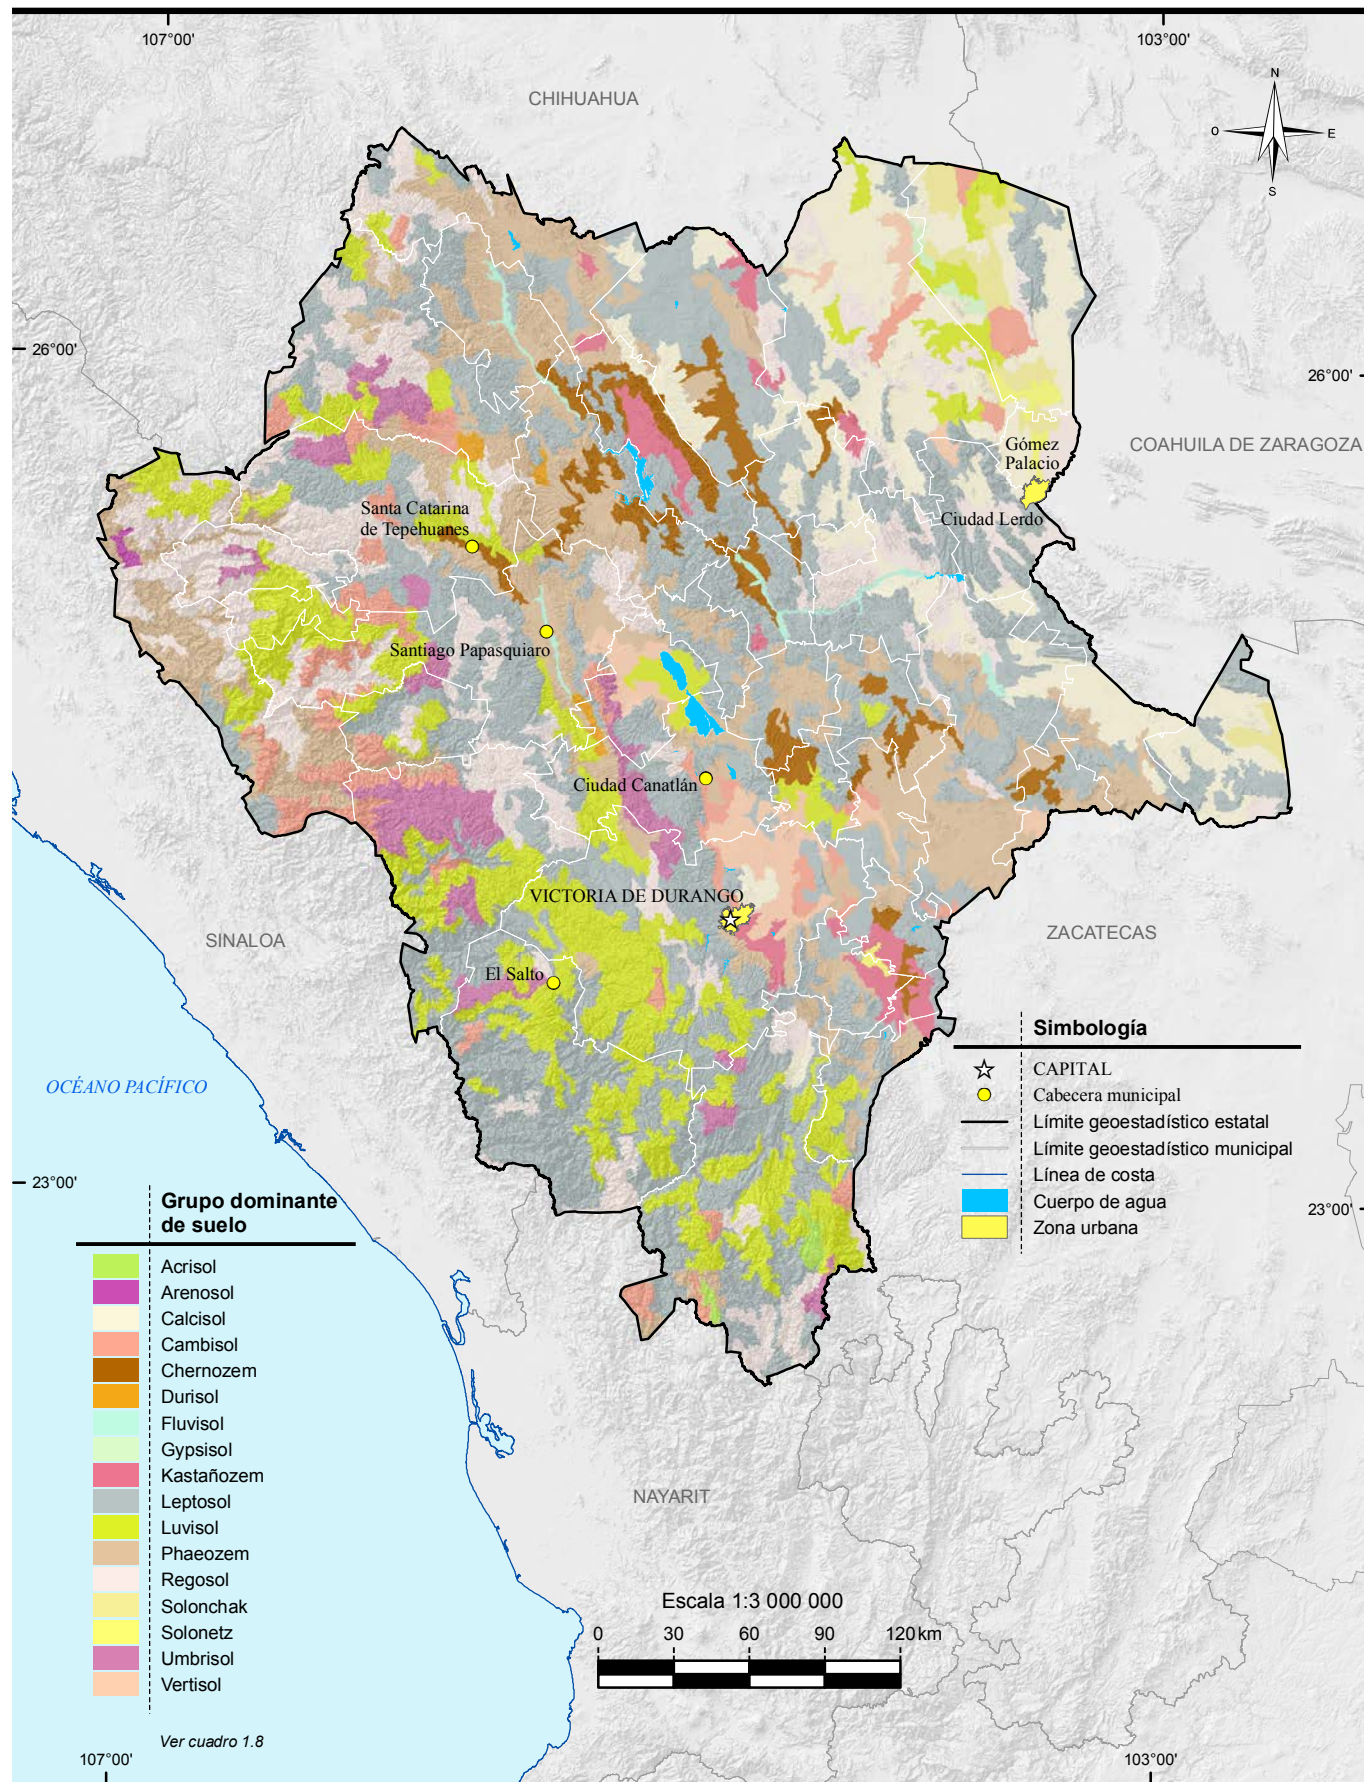 107°00'
103°00'
CHIHUAHUA
N
O
E
S
26°00'
26°00'
Gómez
Palacio
COAHUILA DE ZARAGOZA
Ciudad Lerdo
Santa Catarina
de Tepehuanes
Santiago Papasquiaro
Ciudad Canatlán
VICTORIA DE DURANGO
SINALOA
ZACATECAS
El Salto
OCÉANO PACÍFICO
Simbología
CAPITAL
Cabecera municipal
Límite geoestadístico estatal
Límite geoestadístico municipal
Línea de costa
Cuerpo de agua
Zona urbana
23°00'
23°00'
Grupo dominante
de suelo
Acrisol
Arenosol
Calcisol
Cambisol
Chernozem
Durisol
Fluvisol
Gypsisol
Kastañozem
Leptosol
Luvisol
Phaeozem
Regosol
Solonchak
Solonetz
Umbrisol
Vertisol
Ver cuadro 1.8
NAYARIT
Escala 1:3 000 000
0 30 60 90 120 km
107°00'
103°00'